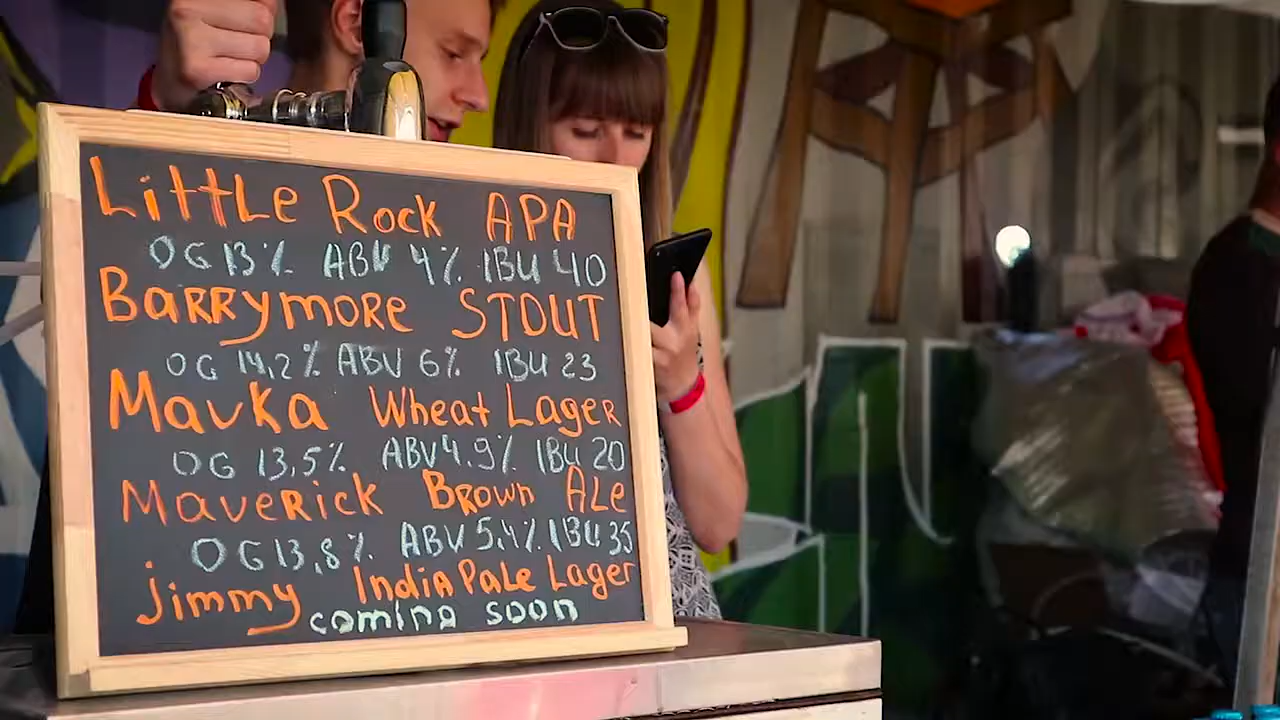 LittLe Rock APA
OG 13% ABV 4% IBU 40
BARRymoRe STOUT
OG 14,2% ABV 6% IBU 23
Mavka Wheat LAgeR
OG 13,5% ABV 4.9% IBU 20
MaveRick BRown ALe
OG 13,8% ABV 5,4% IBU 35
jimmy India Pale Lager
coming soon